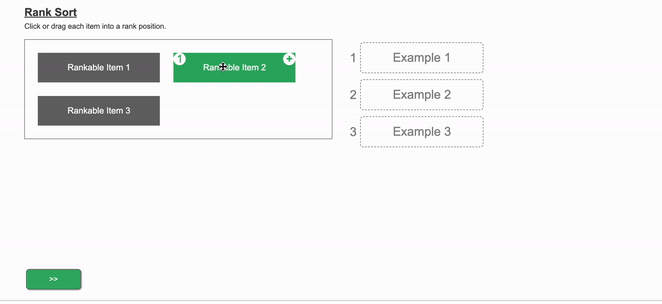 Rank Sort
Click or drag each item into a rank position.
Rankable Item 1
1 Rankable Item 2 +
Rankable Item 3
1 Example 1
2 Example 2
3 Example 3
>>